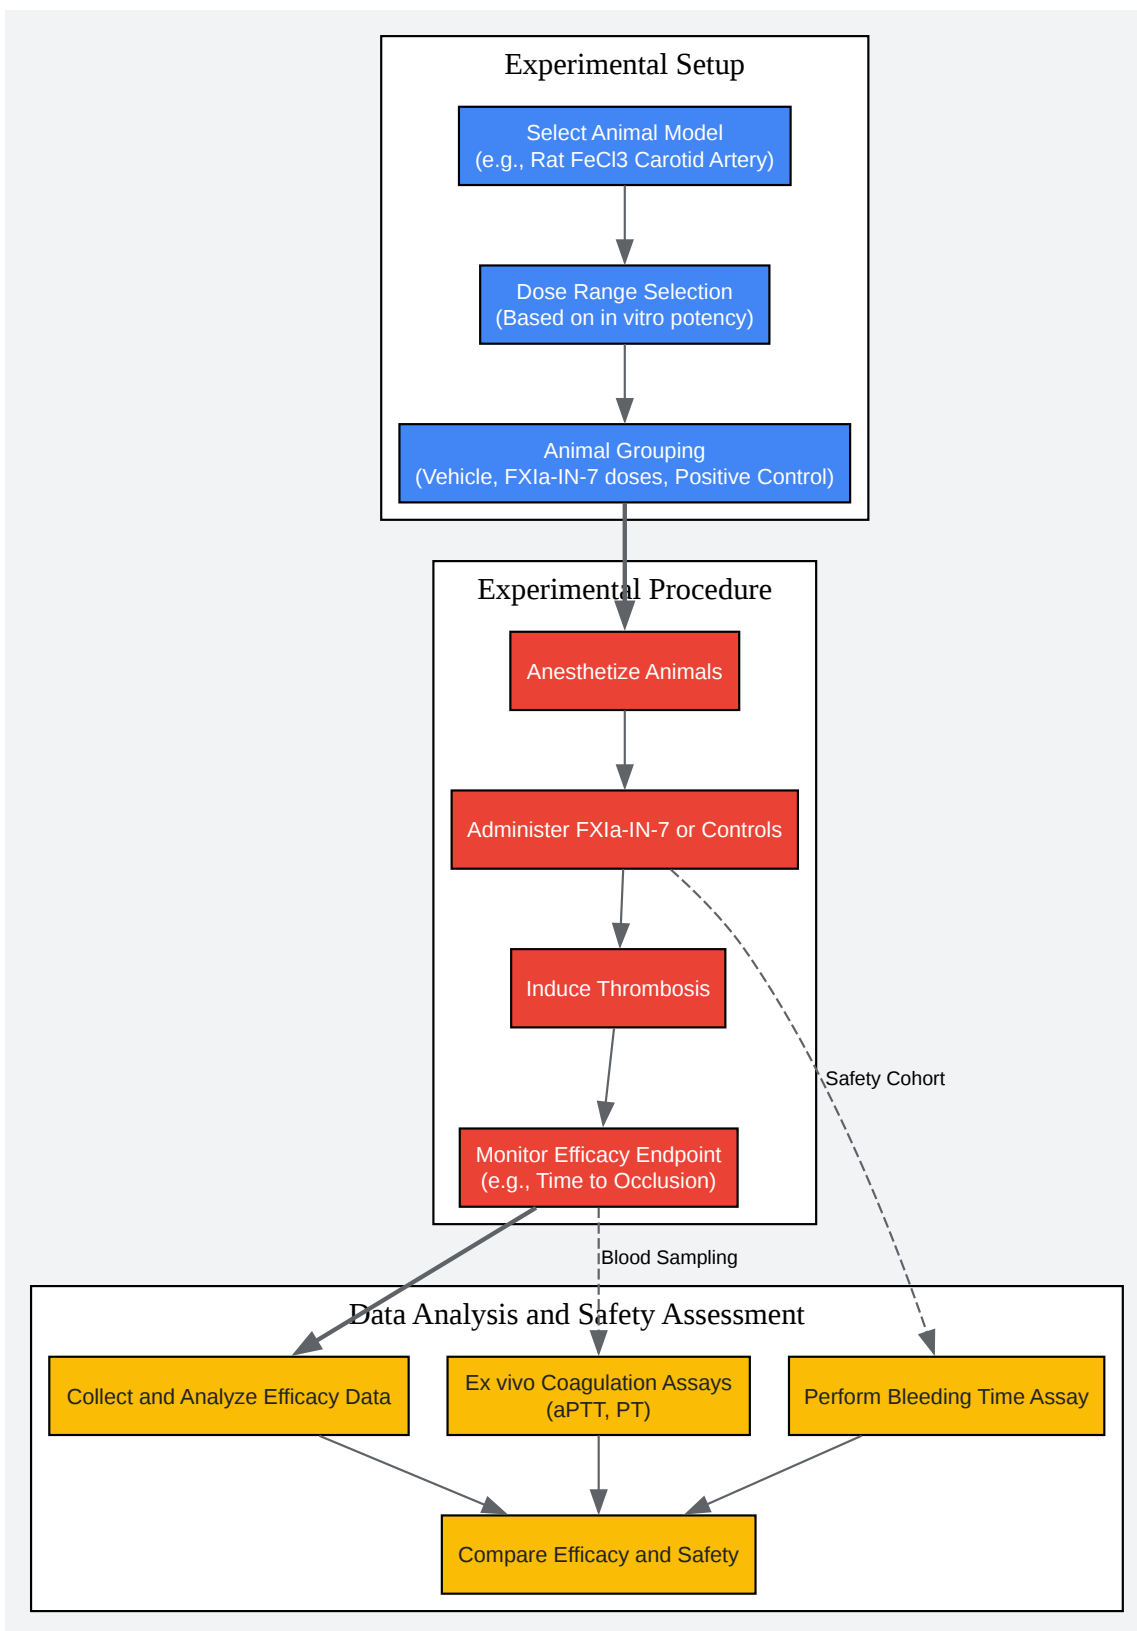 Experimental Setup
Select Animal Model
(e.g., Rat FeCl3 Carotid Artery)
Dose Range Selection
(Based on in vitro potency)
Animal Grouping
(Vehicle, FXIa-IN-7 doses, Positive Control)
Experimental Procedure
Anesthetize Animals
Administer FXIa-IN-7 or Controls
Induce Thrombosis
Safety Cohort
Monitor Efficacy Endpoint
(e.g., Time to Occlusion)
Blood Sampling
Data Analysis and Safety Assessment
Collect and Analyze Efficacy Data
Ex vivo Coagulation Assays
(aPTT, PT)
Perform Bleeding Time Assay
Compare Efficacy and Safety